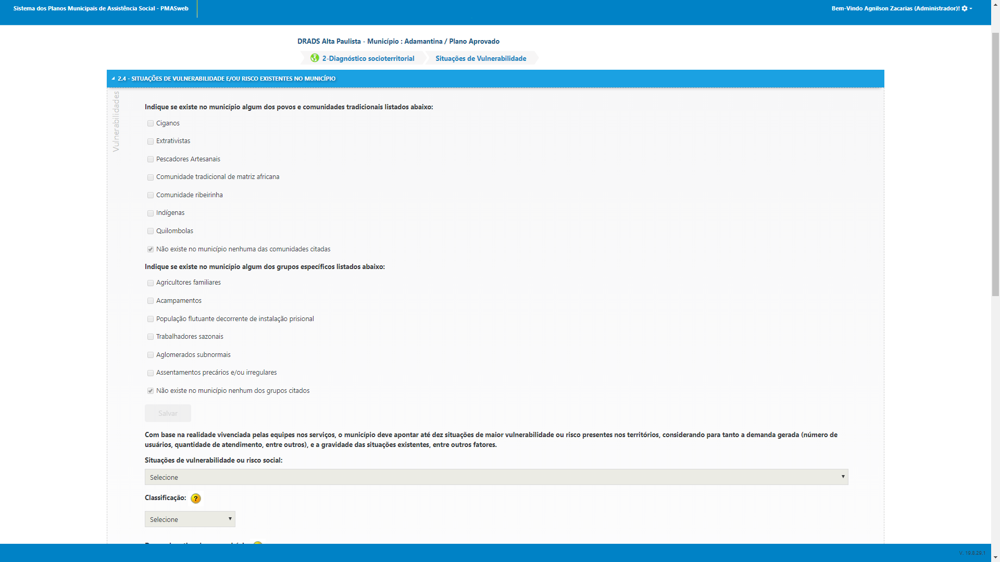 Sistema dos Planos Municipais de Assistência Social - PMASweb
Bem-Vindo Agnilson Zacarias (Administrador)!
DRADS Alta Paulista - Município : Adamantina / Plano Aprovado
2-Diagnóstico socioterritorial
Situações de Vulnerabilidade
2.4 - SITUAÇÕES DE VULNERABILIDADE E/OU RISCO EXISTENTES NO MUNICÍPIO
Vulnerabilidades
Indique se existe no município algum dos povos e comunidades tradicionais listados abaixo:
Ciganos
Extrativistas
Pescadores Artesanais
Comunidade tradicional de matriz africana
Comunidade ribeirinha
Indígenas
Quilombolas
Não existe no município nenhuma das comunidades citadas
Indique se existe no município algum dos grupos específicos listados abaixo:
Agricultores familiares
Acampamentos
População flutuante decorrente de instalação prisional
Trabalhadores sazonais
Aglomerados subnormais
Assentamentos precários e/ou irregulares
Não existe no município nenhum dos grupos citados
Salvar
Com base na realidade vivenciada pelas equipes nos serviços, o município deve apontar até dez situações de maior vulnerabilidade ou risco presentes nos territórios, considerando para tanto a demanda gerada (número de
usuários, quantidade de atendimento, entre outros), e a gravidade das situações existentes, entre outros fatores.
Situações de vulnerabilidade ou risco social:
Selecione
Classificação: ?
Selecione
V. 19.8.29.1